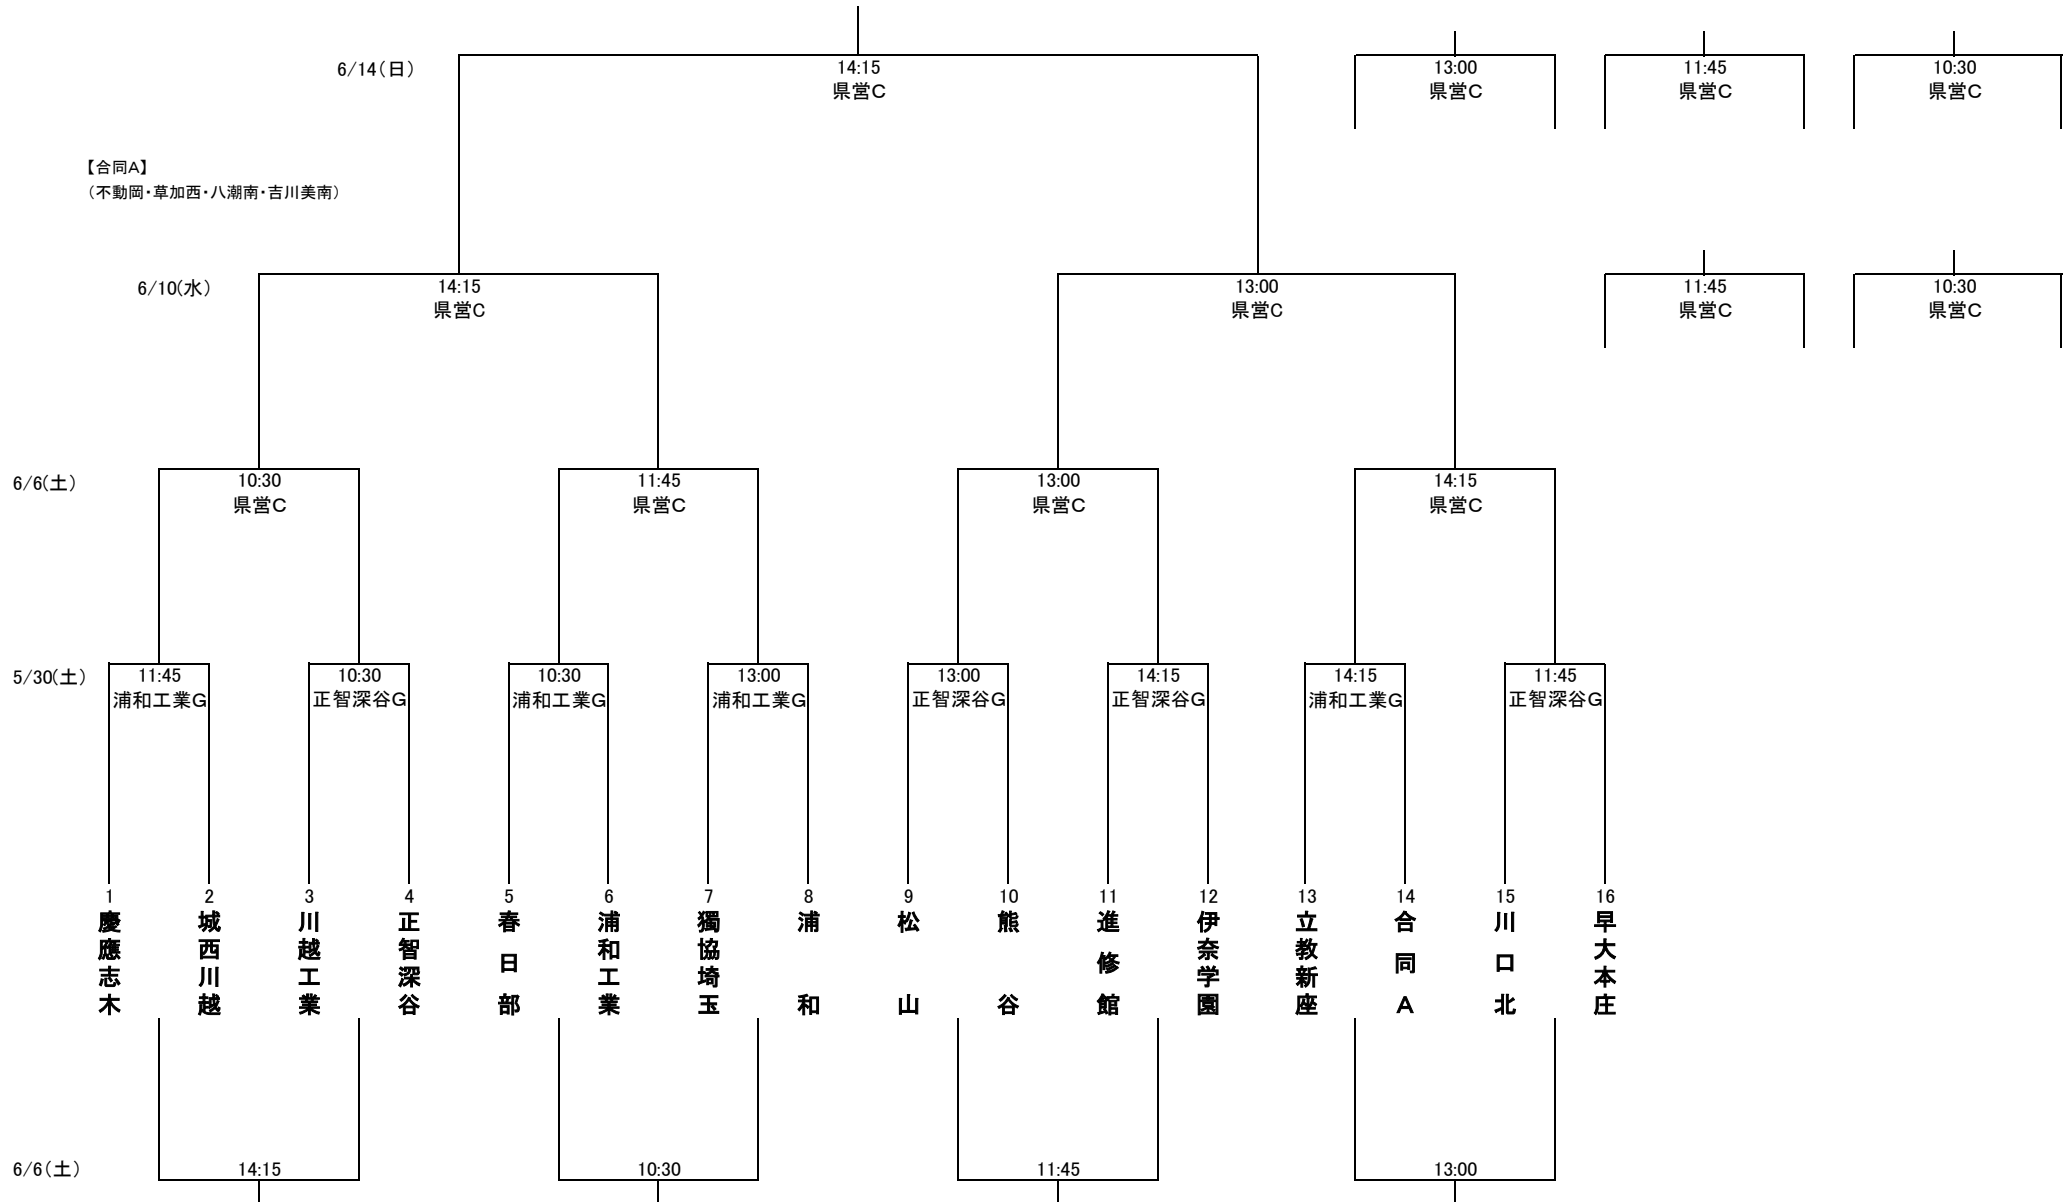 6/14(日)
14:15
県営C
13:00
県営C
11:45
県営C
10:30
県営C
【合同A】
(不動岡・草加西・八潮南・吉川美南)
6/10(水)
14:15
県営C
13:00
県営C
11:45
県営C
10:30
県営C
6/6(土)
10:30
県営C
11:45
県営C
13:00
県営C
14:15
県営C
5/30(土)
11:45
浦和工業G
10:30
正智深谷G
10:30
浦和工業G
13:00
浦和工業G
13:00
正智深谷G
14:15
正智深谷G
14:15
浦和工業G
11:45
正智深谷G
1
慶應志木
2
城西川越
3
川越工業
4
正智深谷
5
春日部
6
浦和工業
7
獨協埼玉
8
浦和
9
松山
10
熊谷
11
進修館
12
伊奈学園
13
立教新座
14
合同A
15
川口北
16
早大本庄
6/6(土)
14:15
10:30
11:45
13:00